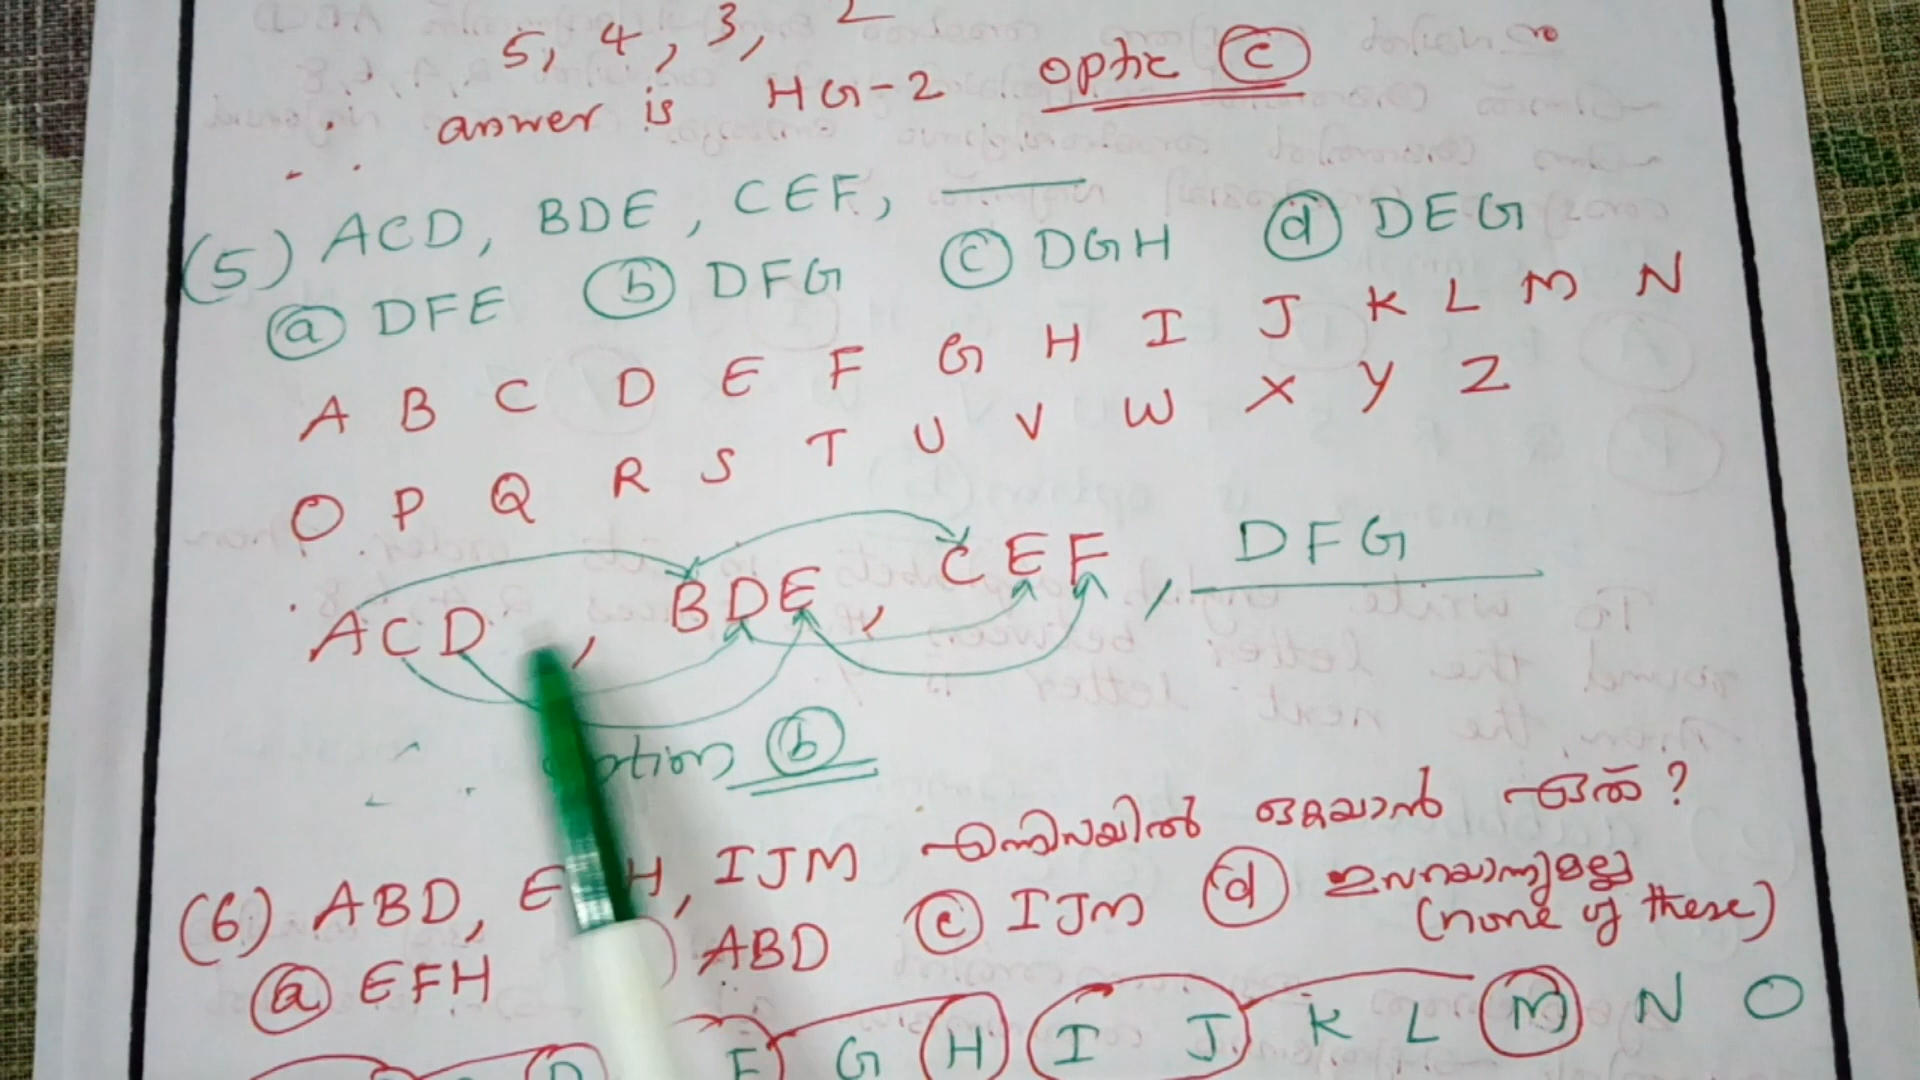 5, 4, 3, 2
answer is HG-2 optic (c)
(5) ACD, BDE, CEF, ____
(a) DFE (b) DFG (c) DGH (d) DEG
A B C D E F G H I J K L M N
O P Q R S T U V W X Y Z
ACD, BDE, CEF, DFG
option (b)
(6) ABD, E H, IJM എന്നിവയിൽ ഒറ്റയാൻ ഏത്?
(a) EFH ) ABD (c) IJM (d) ഇവയൊന്നുമല്ല
(none of these)
F G H I J K L M N O